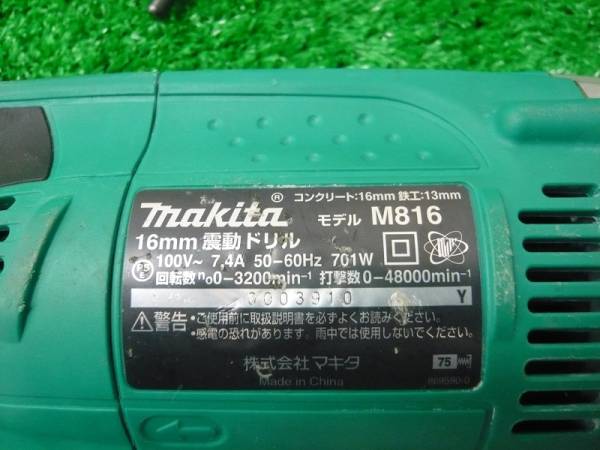 ® コンクリート:16mm 鉄工:13mm
makita モデル M816
16mm 震動ドリル
100V~ 7,4A 50-60Hz 701W
PS E 回転数 n₀ 0-3200min⁻¹ 打撃数 0-48000min⁻¹
0003910 Y
警告・ご使用前に取扱説明書を必ずよくお読みください。
・感電の恐れがあります。雨中では使用しないでください。
株式会社 マキタ 75
Made in China